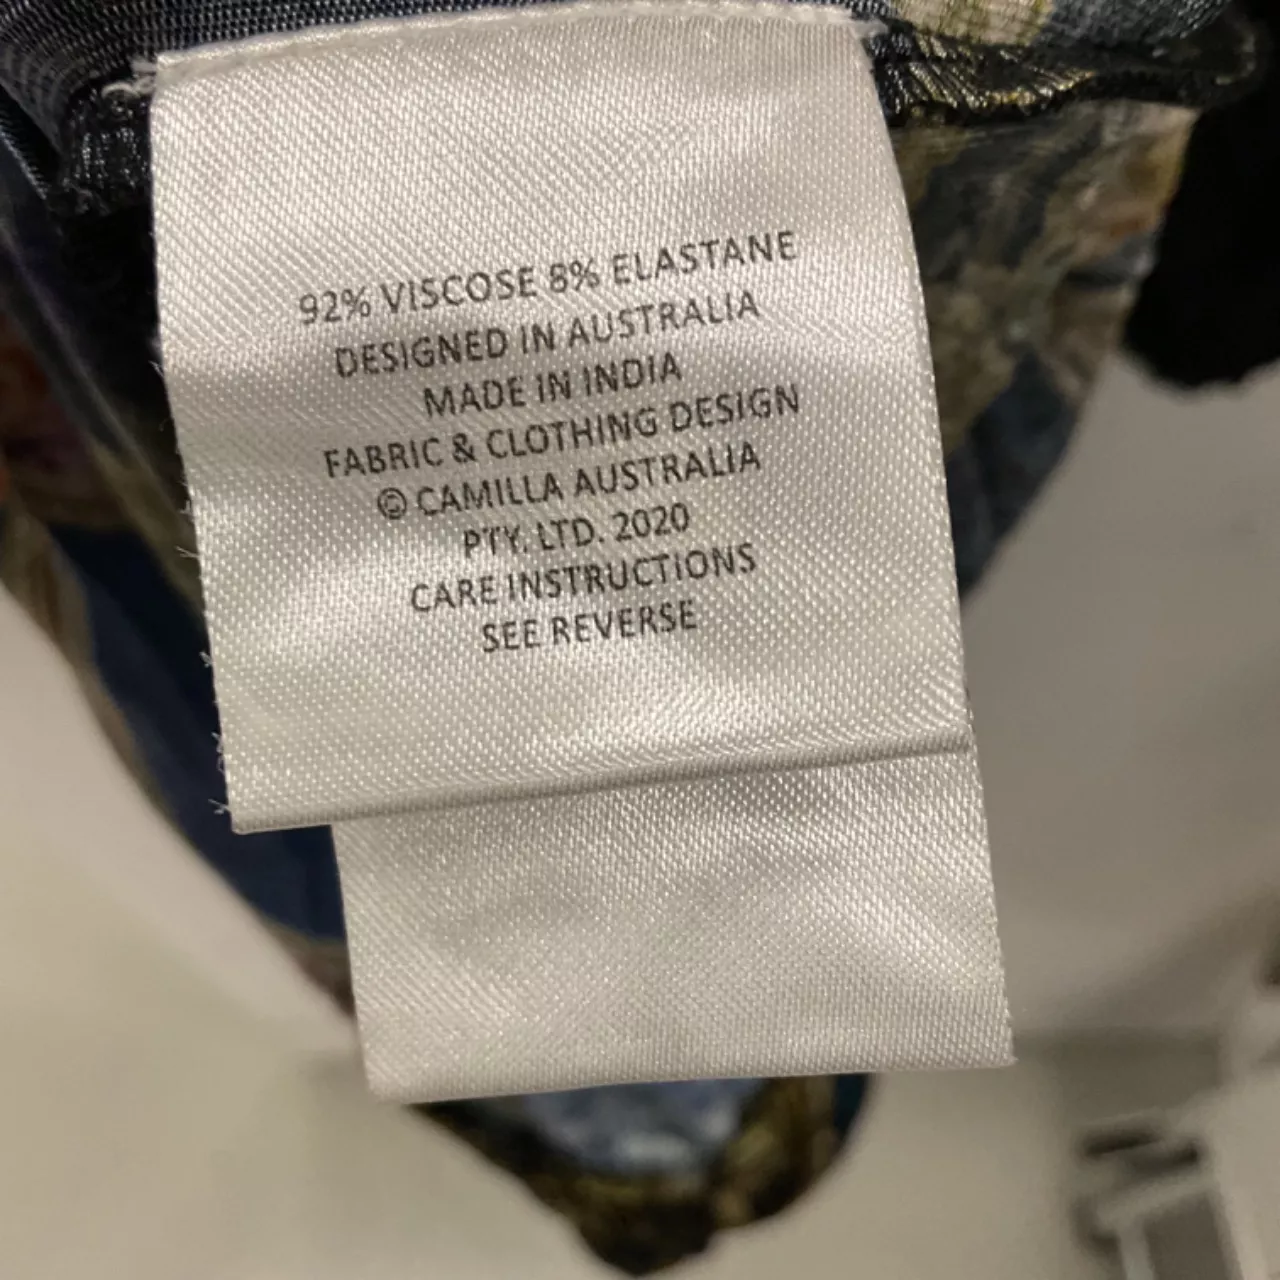 92% VISCOSE 8% ELASTANE
DESIGNED IN AUSTRALIA
MADE IN INDIA
FABRIC & CLOTHING DESIGN
© CAMILLA AUSTRALIA
PTY. LTD. 2020
CARE INSTRUCTIONS
SEE REVERSE